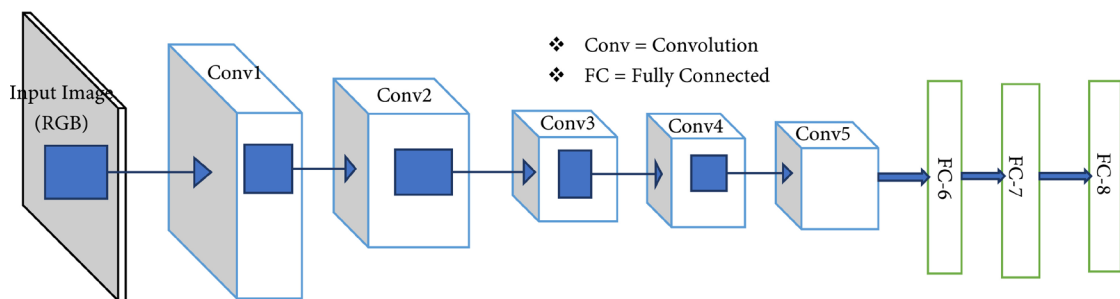 ❖ Conv = Convolution
❖ FC = Fully Connected
Input Image
(RGB)
Conv1
Conv2
Conv3
Conv4
Conv5
FC-6
FC-7
FC-8